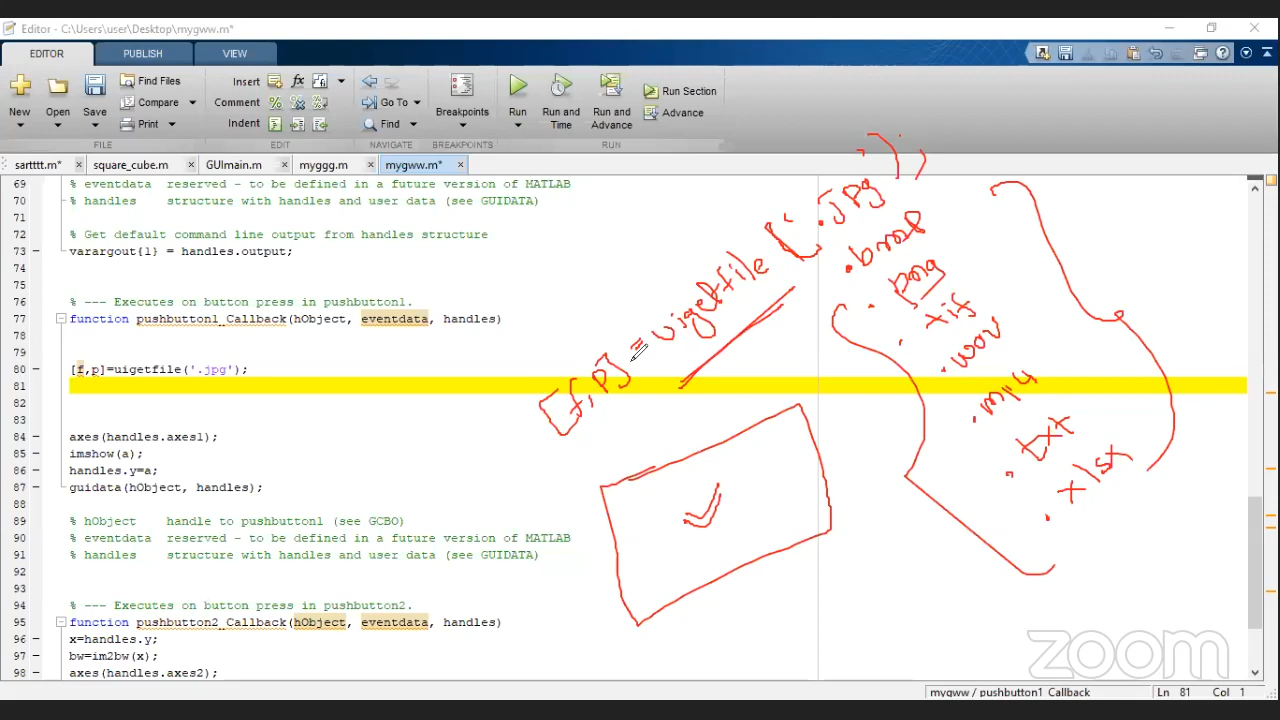 Editor - C:\Users\user\Desktop\mygww.m*
EDITOR PUBLISH VIEW
New Open Save Find Files Compare Print Insert fx Comment % Indent Go To Find Breakpoints Run Run and Time Run and Advance Run Section Advance
FILE EDIT NAVIGATE BREAKPOINTS RUN
sartttt.m* × square_cube.m × GUImain.m × myggg.m × mygww.m* ×
69 % eventdata  reserved - to be defined in a future version of MATLAB
70 % handles    structure with handles and user data (see GUIDATA)
71
72 % Get default command line output from handles structure
73 varargout{1} = handles.output;
74
75
76 % --- Executes on button press in pushbutton1.
77 function pushbutton1_Callback(hObject, eventdata, handles)
78
79
80 [f,p]=uigetfile('.jpg');
81
82
83
84 axes(handles.axes1);
85 imshow(a);
86 handles.y=a;
87 guidata(hObject, handles);
88
89 % hObject    handle to pushbutton1 (see GCBO)
90 % eventdata  reserved - to be defined in a future version of MATLAB
91 % handles    structure with handles and user data (see GUIDATA)
92
93
94 % --- Executes on button press in pushbutton2.
95 function pushbutton2_Callback(hObject, eventdata, handles)
96 x=handles.y;
97 bw=im2bw(x);
98 axes(handles.axes2);
[f,p] = uigetfile('.jpg');
.bmp
.png
.tif
.wav
.mp4
.txt
.xlsx
zoom
mygww / pushbutton1_Callback Ln 81 Col 1